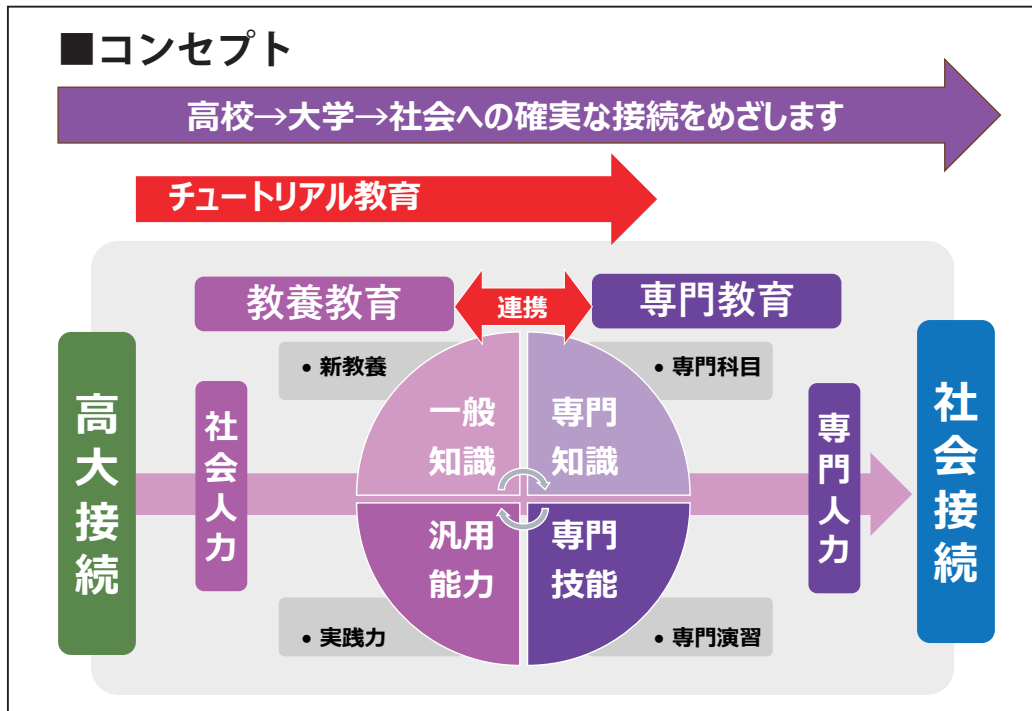 ■コンセプト
高校→大学→社会への確実な接続をめざします
チュートリアル教育
教養教育
連携
専門教育
• 新教養
• 専門科目
高大接続
社会人力
一般
知識
専門
知識
汎用
能力
専門
技能
専門人力
社会接続
• 実践力
• 専門演習